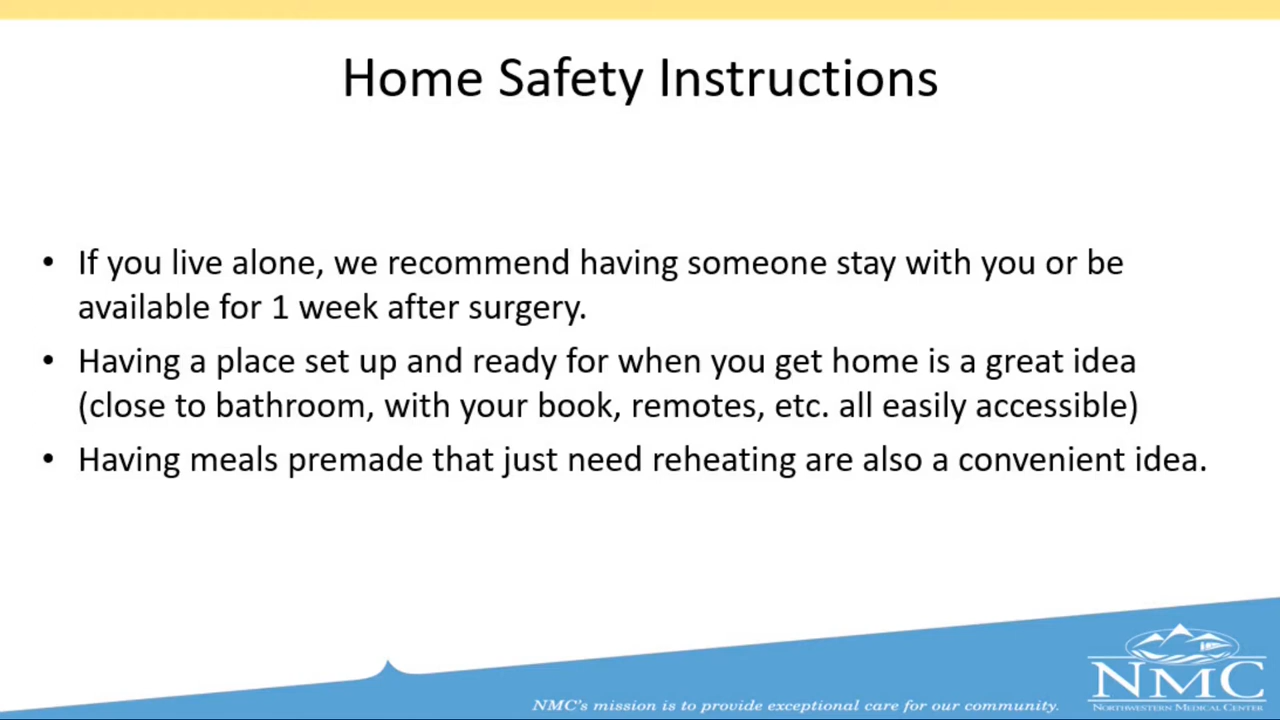 Home Safety Instructions
• If you live alone, we recommend having someone stay with you or be
available for 1 week after surgery.
• Having a place set up and ready for when you get home is a great idea
(close to bathroom, with your book, remotes, etc. all easily accessible)
• Having meals premade that just need reheating are also a convenient idea.
NMC
NORTHWESTERN MEDICAL CENTER
NMC's mission is to provide exceptional care for our community.